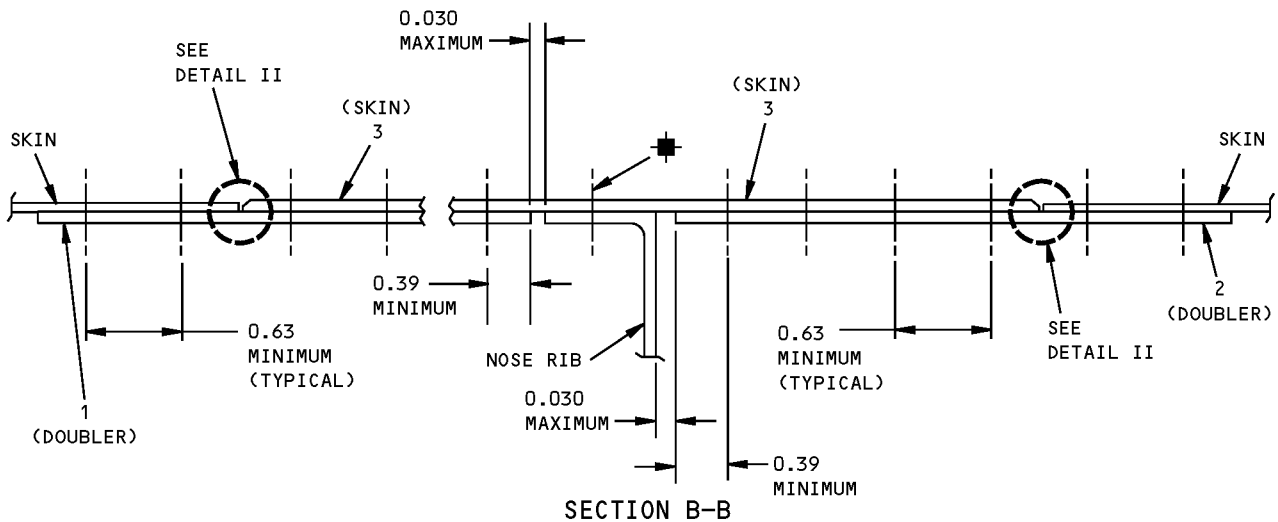 0.030
MAXIMUM
SEE
DETAIL II
(SKIN)
3
(SKIN)
3
SKIN
SKIN
0.39
MINIMUM
0.63
MINIMUM
(TYPICAL)
NOSE RIB
0.63
MINIMUM
(TYPICAL)
SEE
DETAIL II
2
(DOUBLER)
1
(DOUBLER)
0.030
MAXIMUM
0.39
MINIMUM
SECTION B-B